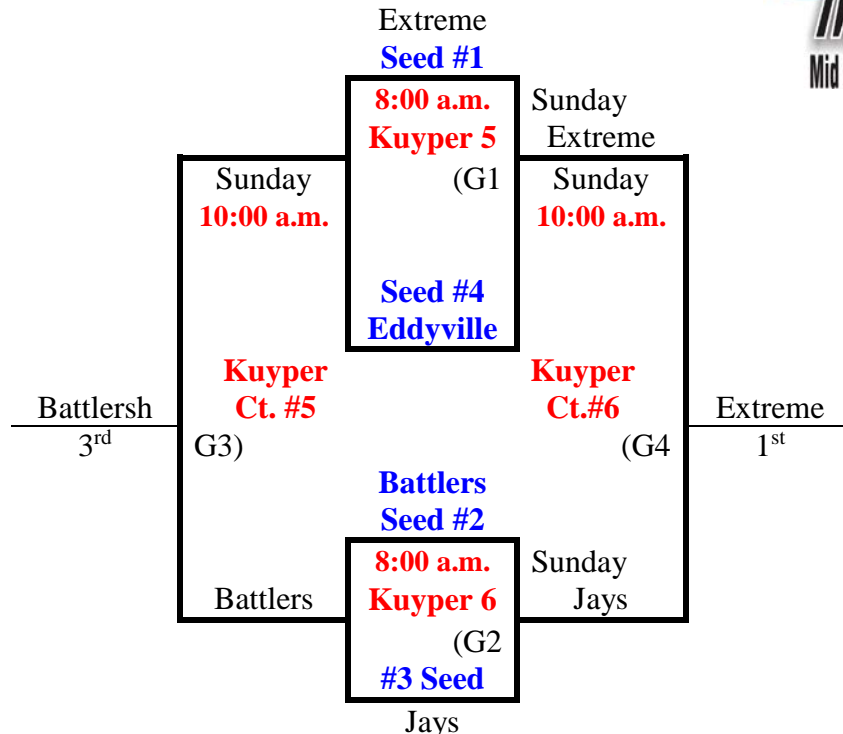 Extreme
Seed #1
Mid
8:00 a.m. Sunday
Kuyper 5 Extreme
Sunday (G1 Sunday
10:00 a.m. 10:00 a.m.
Seed #4
Eddyville
Kuyper Kuyper
Battlersh Ct. #5 Ct.#6 Extreme
3rd G3) (G4 1st
Battlers
Seed #2
8:00 a.m. Sunday
Battlers Kuyper 6 Jays
(G2
#3 Seed
Jays